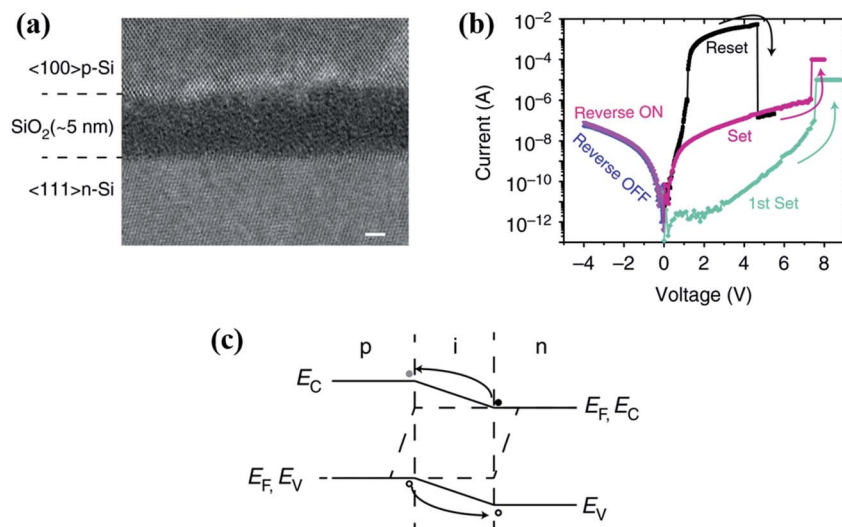 (a)
<100>p-Si
SiO₂(~5 nm)
<111>n-Si
(b)
Current (A)
10⁻²
10⁻⁴
10⁻⁶
10⁻⁸
10⁻¹⁰
10⁻¹²
Reset
Reverse ON
Set
Reverse OFF
1st Set
−4 −2 0 2 4 6 8
Voltage (V)
(c)
p i n
E_C
E_F, E_C
E_F, E_V
E_V